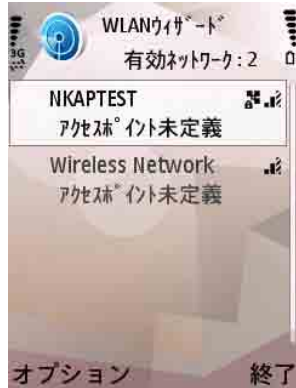 WLANｳｨｻﾞｰﾄﾞ
3G
有効ﾈｯﾄﾜｰｸ:2
NKAPTEST
ｱｸｾｽﾎﾟｲﾝﾄ未定義
Wireless Network
ｱｸｾｽﾎﾟｲﾝﾄ未定義
オプション
終了